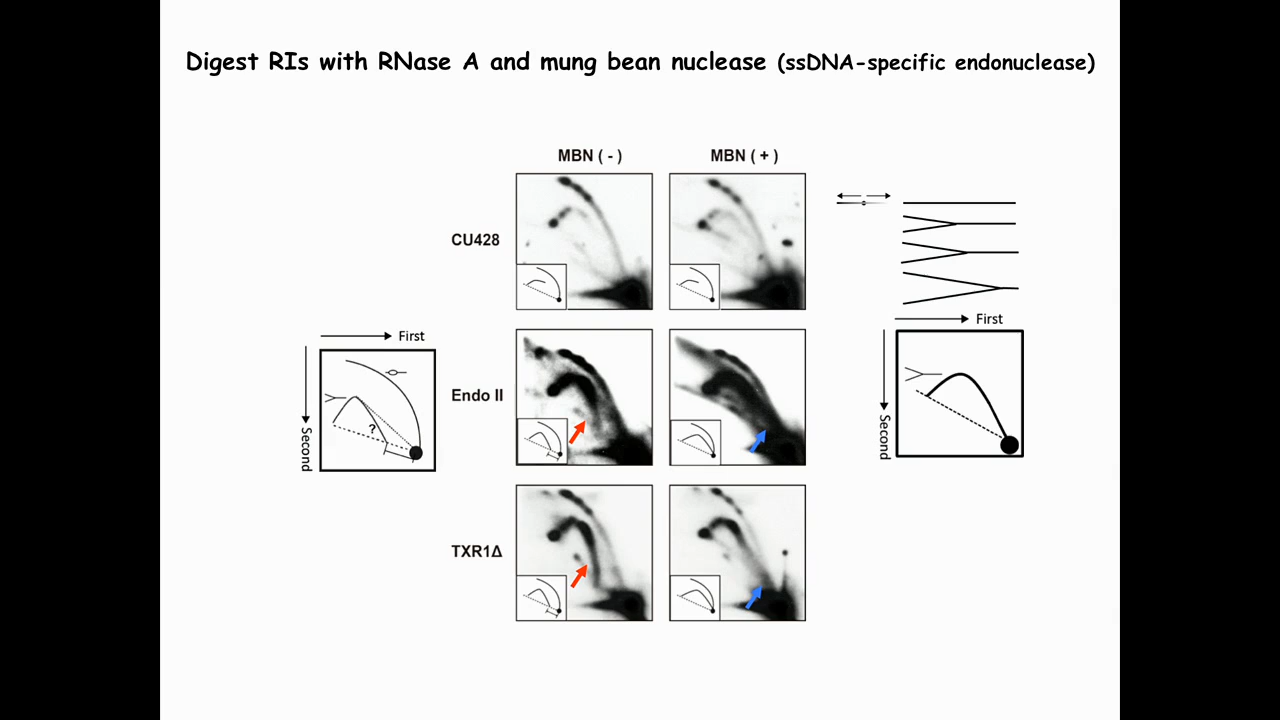 Digest RIs with RNase A and mung bean nuclease (ssDNA-specific endonuclease)
MBN ( - )
MBN ( + )
CU428
First
Second
?
Endo II
First
Second
TXR1Δ